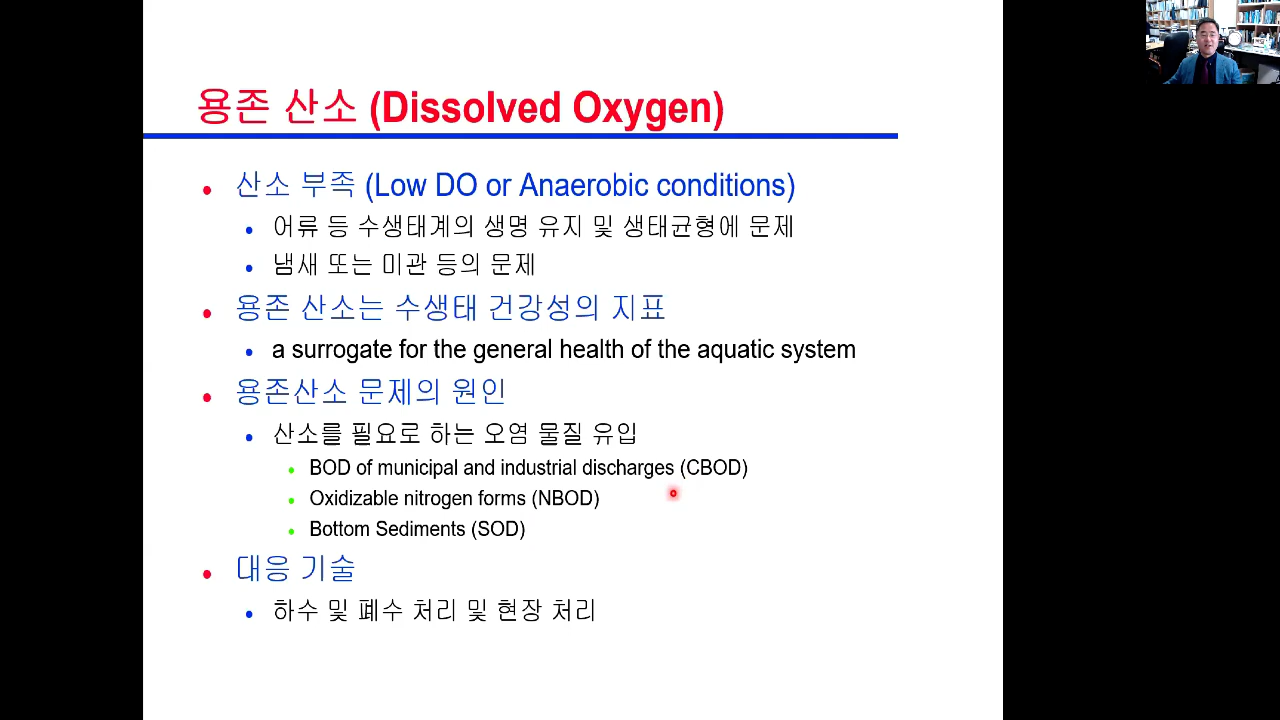 용존 산소 (Dissolved Oxygen)
산소 부족 (Low DO or Anaerobic conditions)
어류 등 수생태계의 생명 유지 및 생태균형에 문제
냄새 또는 미관 등의 문제
용존 산소는 수생태 건강성의 지표
a surrogate for the general health of the aquatic system
용존산소 문제의 원인
산소를 필요로 하는 오염 물질 유입
BOD of municipal and industrial discharges (CBOD)
Oxidizable nitrogen forms (NBOD)
Bottom Sediments (SOD)
대응 기술
하수 및 폐수 처리 및 현장 처리